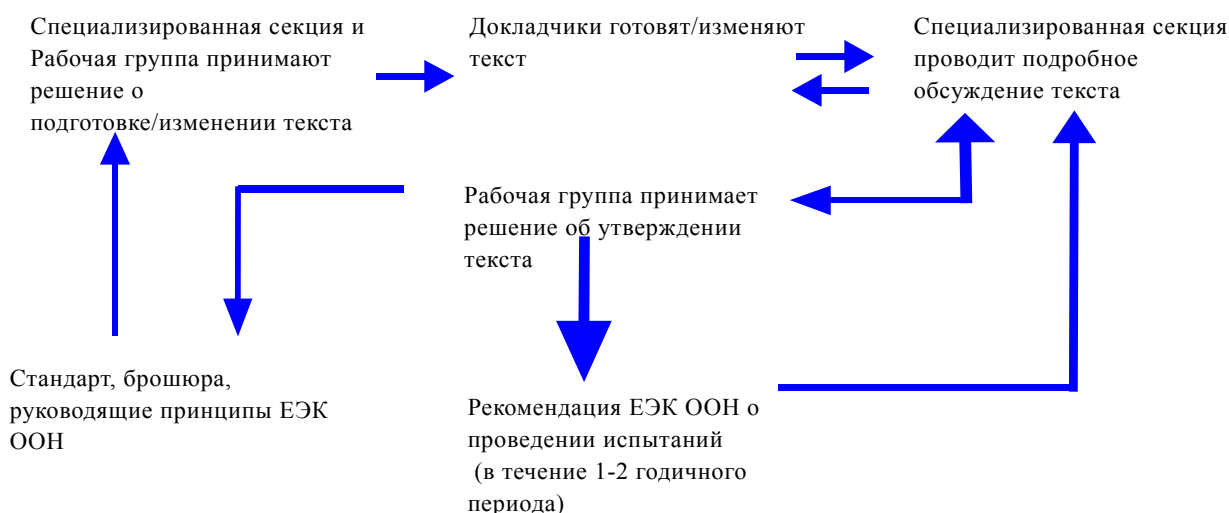 Специализированная секция и
Рабочая группа принимают
решение о
подготовке/изменении текста
Докладчики готовят/изменяют
текст
Специализированная секция
проводит подробное
обсуждение текста
Рабочая группа принимает
решение об утверждении
текста
Стандарт, брошюра,
руководящие принципы ЕЭК
ООН
Рекомендация ЕЭК ООН о
проведении испытаний
(в течение 1-2 годичного
периода)